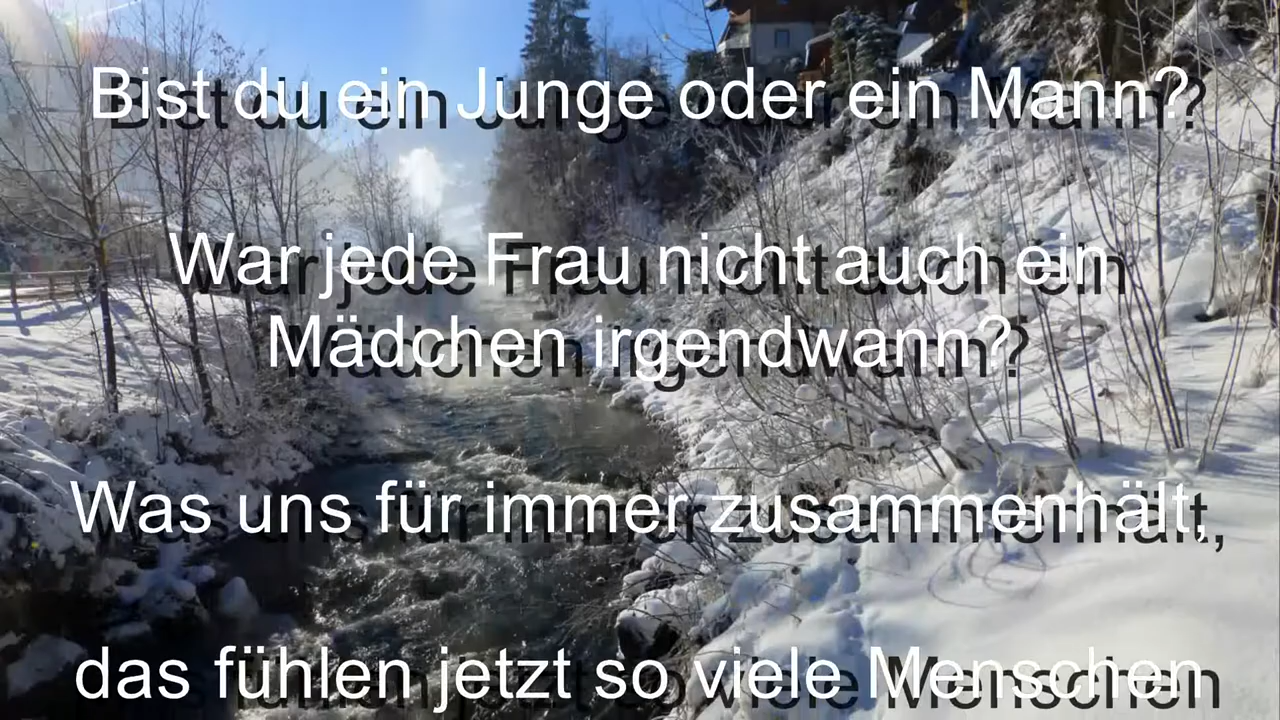 Bist du ein Junge oder ein Mann?
War jede Frau nicht auch ein
Mädchen irgendwann?
Was uns für immer zusammenhält,
das fühlen jetzt so viele Menschen